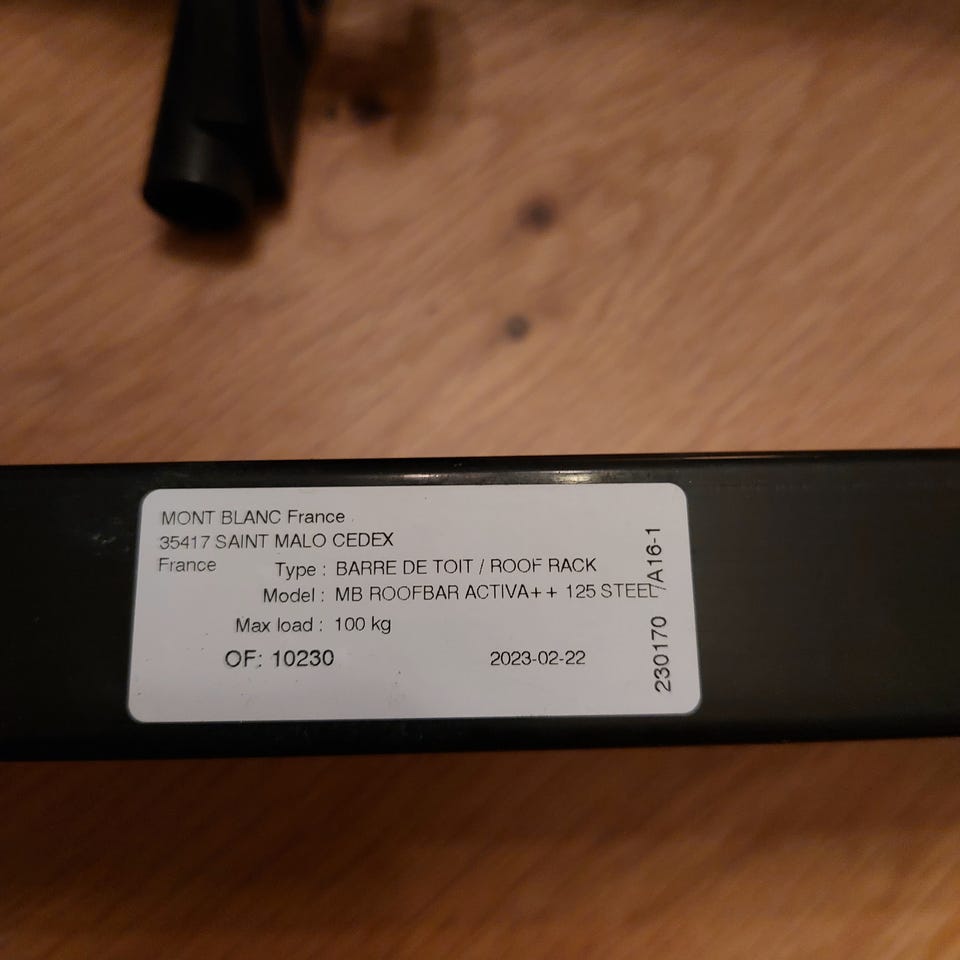 MONT BLANC France
35417 SAINT MALO CEDEX
France
Type : BARRE DE TOIT / ROOF RACK
Model : MB ROOFBAR ACTIVA++ 125 STEEL
Max load : 100 kg
OF: 10230
2023-02-22
230170 /A16-1